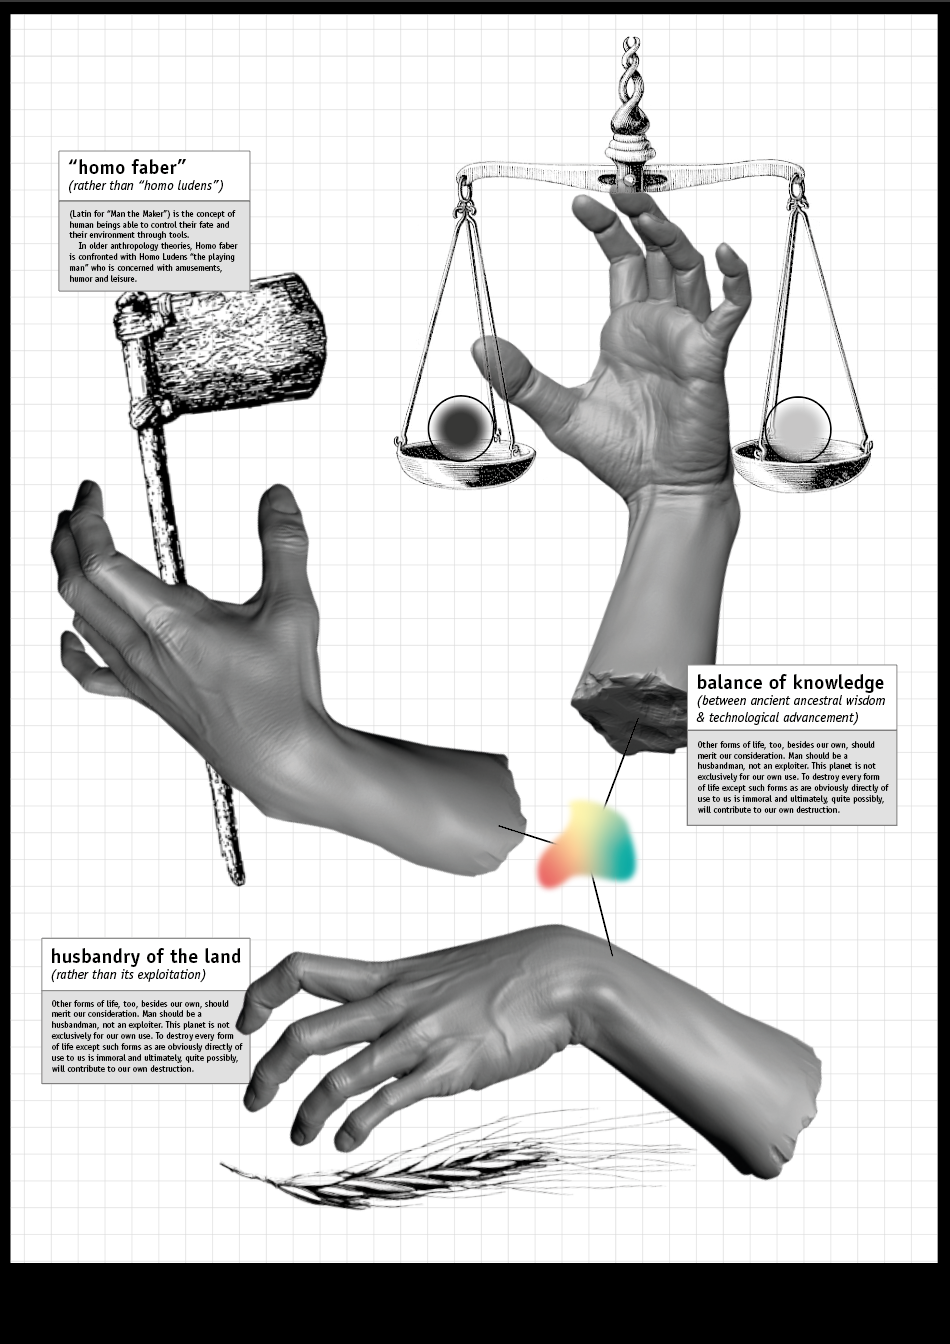 “homo faber”
(rather than “homo ludens”)
(Latin for “Man the Maker”) is the concept of
human beings able to control their fate and
their environment through tools.
In older anthropology theories, Homo faber
is confronted with Homo Ludens “the playing
man” who is concerned with amusements,
humor and leisure.
balance of knowledge
(between ancient ancestral wisdom
& technological advancement)
Other forms of life, too, besides our own, should
merit our consideration. Man should be a
husbandman, not an exploiter. This planet is not
exclusively for our own use. To destroy every form
of life except such forms as are obviously directly of
use to us is immoral and ultimately, quite possibly,
will contribute to our own destruction.
husbandry of the land
(rather than its exploitation)
Other forms of life, too, besides our own, should
merit our consideration. Man should be a
husbandman, not an exploiter. This planet is not
exclusively for our own use. To destroy every form
of life except such forms as are obviously directly of
use to us is immoral and ultimately, quite possibly,
will contribute to our own destruction.